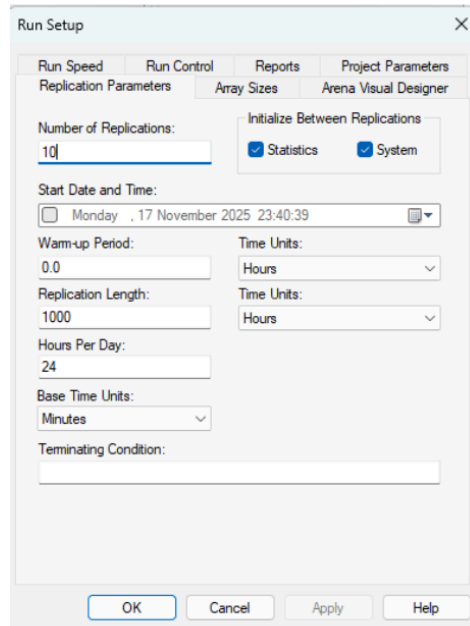 Run Setup
Run Speed Run Control Reports Project Parameters
Replication Parameters Array Sizes Arena Visual Designer
Number of Replications:
10
Initialize Between Replications
Statistics System
Start Date and Time:
Monday , 17 November 2025 23:40:39
Warm-up Period: Time Units:
0.0 Hours
Replication Length: Time Units:
1000 Hours
Hours Per Day:
24
Base Time Units:
Minutes
Terminating Condition:
OK Cancel Apply Help